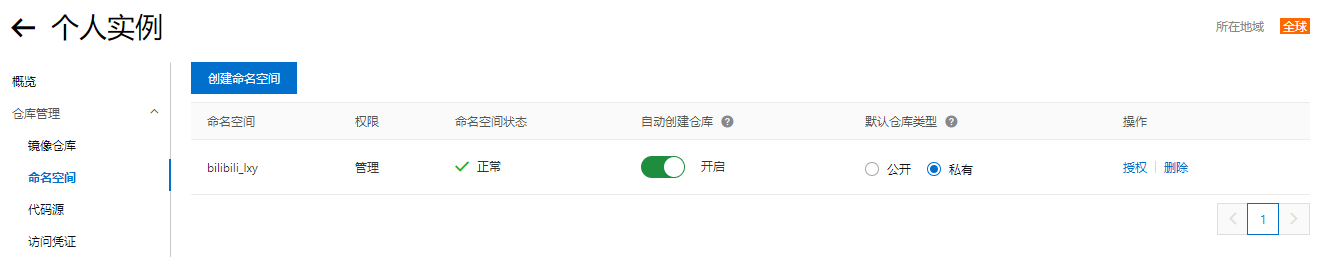 个人实例
所在地域 全球
概览
仓库管理
镜像仓库
命名空间
代码源
访问凭证
创建命名空间
命名空间 权限 命名空间状态 自动创建仓库 默认仓库类型 操作
bilibili_lxy 管理 正常 开启 公开 私有 授权 删除
1